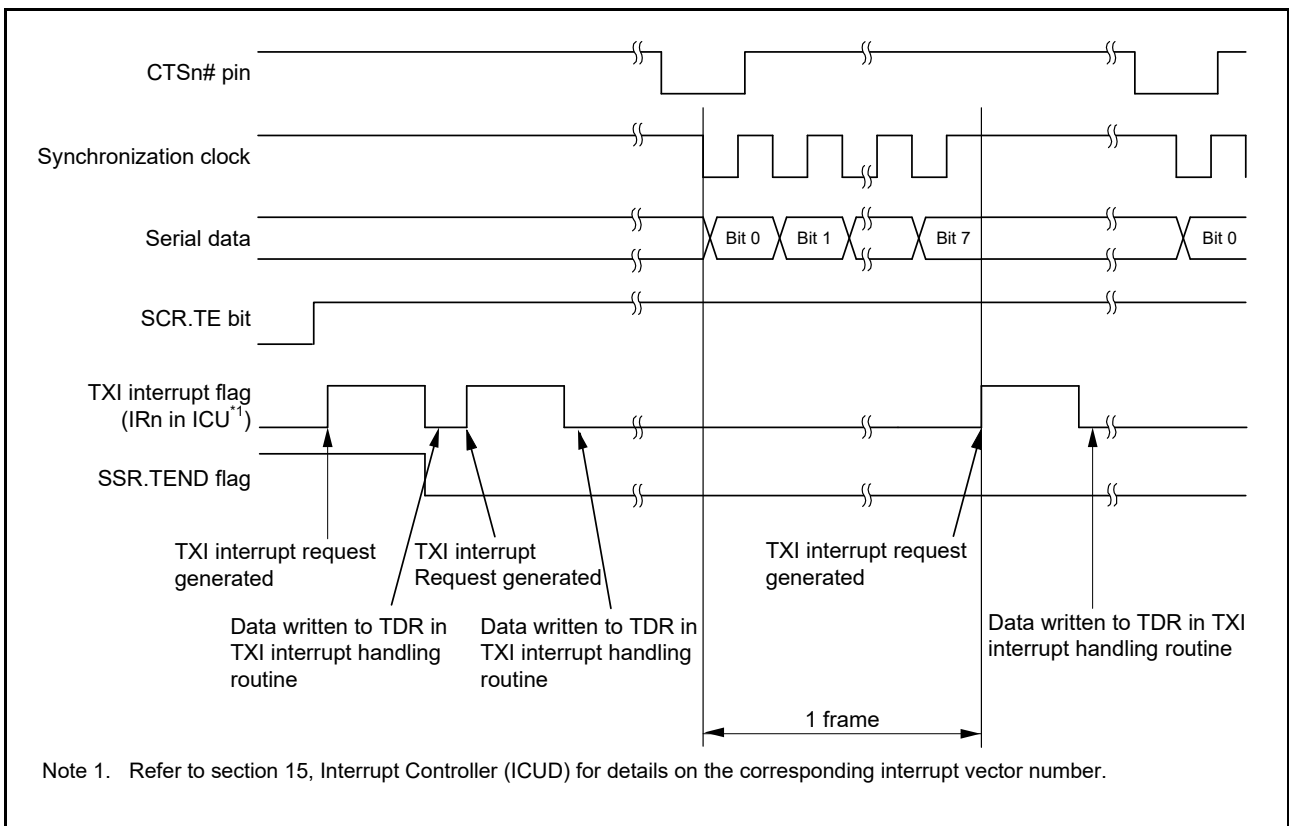 CTSn# pin
Synchronization clock
Serial data
Bit 0
Bit 1
Bit 7
Bit 0
SCR.TE bit
TXI interrupt flag
(IRn in ICU*1)
SSR.TEND flag
TXI interrupt request
generated
TXI interrupt
Request generated
TXI interrupt request
generated
Data written to TDR in
TXI interrupt handling
routine
Data written to TDR in
TXI interrupt handling
routine
Data written to TDR in TXI
interrupt handling routine
1 frame
Note 1. Refer to section 15, Interrupt Controller (ICUD) for details on the corresponding interrupt vector number.